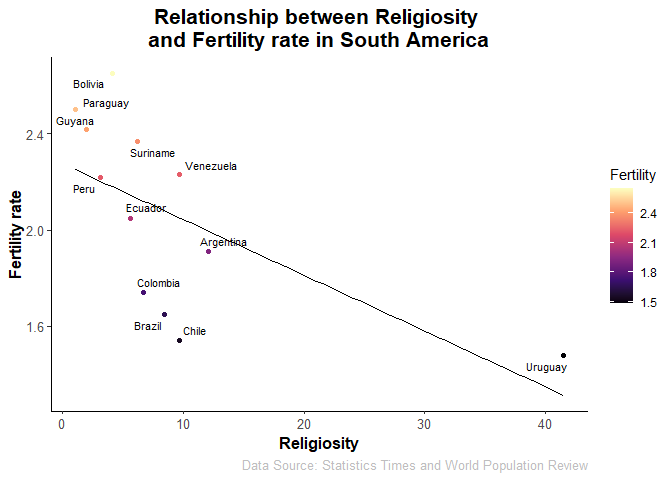 Relationship between Religiosity
and Fertility rate in South America
Bolivia
Paraguay
Guyana
Suriname
Venezuela
Peru
Ecuador
Argentina
Colombia
Brazil
Chile
Uruguay
Fertility rate
2.4
2.0
1.6
0
10
20
30
40
Religiosity
Fertility
2.4
2.1
1.8
1.5
Data Source: Statistics Times and World Population Review